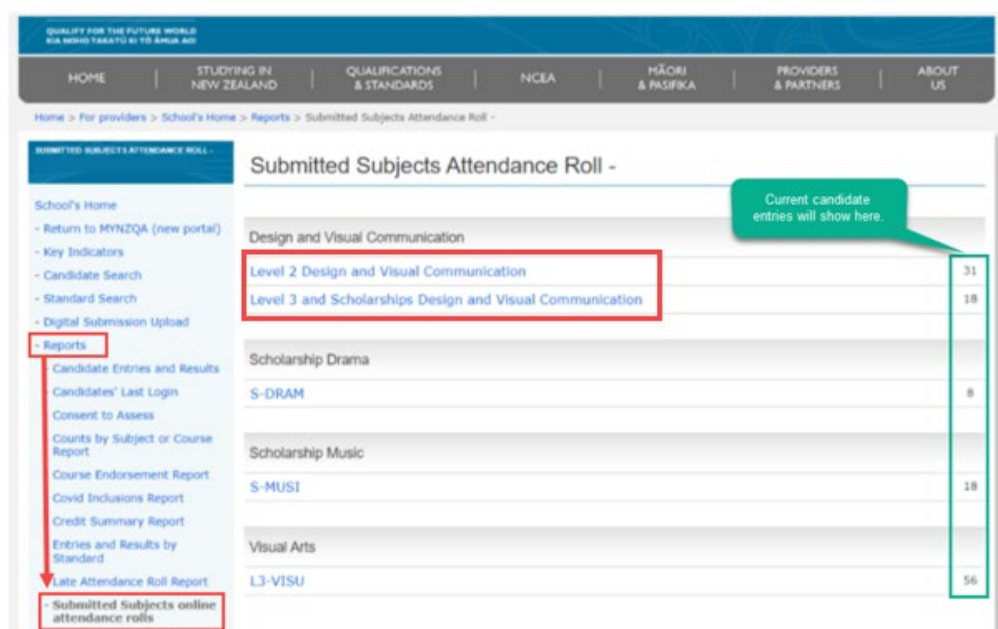 QUALIFY FOR THE FUTURE WORLD
KIA NOHO TAKATŪ KI TŌ ĀMUA AO!
HOME
STUDYING IN
NEW ZEALAND
QUALIFICATIONS
& STANDARDS
NCEA
MĀORI
& PASIFIKA
PROVIDERS
& PARTNERS
ABOUT
US
Home > For providers > School's Home > Reports > Submitted Subjects Attendance Roll -
SUBMITTED SUBJECTS ATTENDANCE ROLL -
School's Home
- Return to MYNZQA (new portal)
- Key Indicators
- Candidate Search
- Standard Search
- Digital Submission Upload
- Reports
Candidate Entries and Results
- Candidates' Last Login
Consent to Assess
Counts by Subject or Course
Report
Course Endorsement Report
Covid Inclusions Report
Credit Summary Report
Entries and Results by
Standard
Late Attendance Roll Report
- Submitted Subjects online
attendance rolls
Submitted Subjects Attendance Roll -
Current candidate
entries will show here.
Design and Visual Communication
Level 2 Design and Visual Communication 31
Level 3 and Scholarships Design and Visual Communication 18
Scholarship Drama
S-DRAM 8
Scholarship Music
S-MUSI 18
Visual Arts
L3-VISU 56